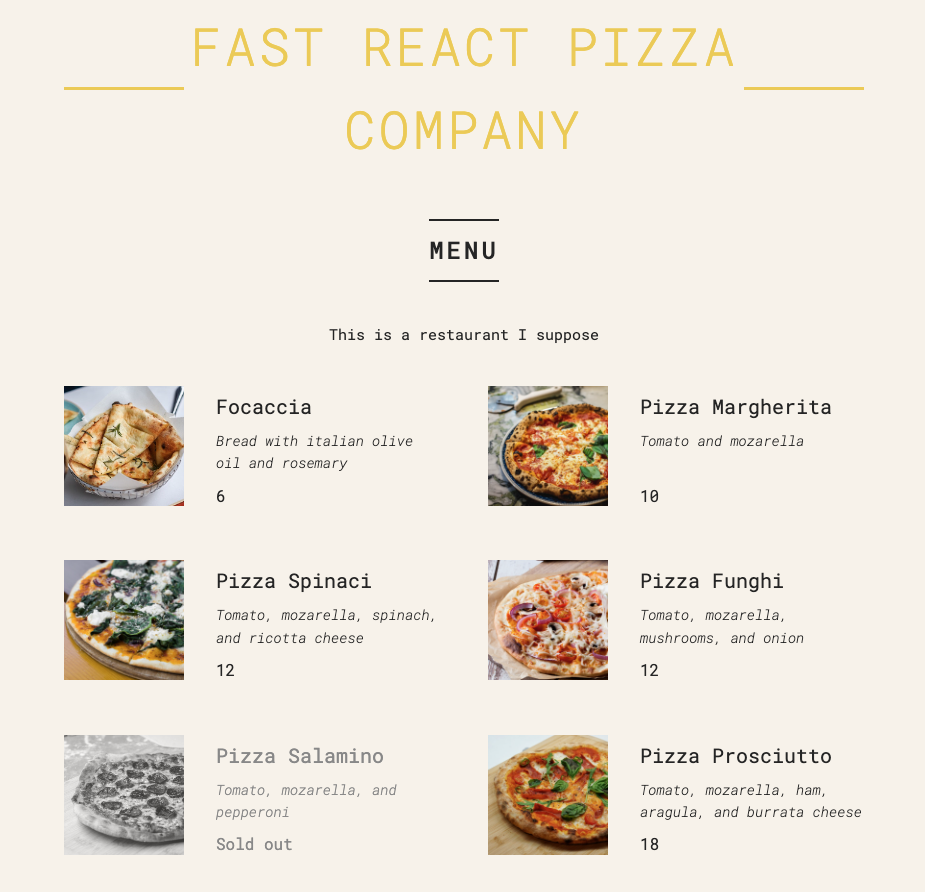 FAST REACT PIZZA
COMPANY
MENU
This is a restaurant I suppose
Focaccia
Bread with italian olive
oil and rosemary
6
Pizza Margherita
Tomato and mozarella
10
Pizza Spinaci
Tomato, mozarella, spinach,
and ricotta cheese
12
Pizza Funghi
Tomato, mozarella,
mushrooms, and onion
12
Pizza Salamino
Tomato, mozarella, and
pepperoni
Sold out
Pizza Prosciutto
Tomato, mozarella, ham,
aragula, and burrata cheese
18